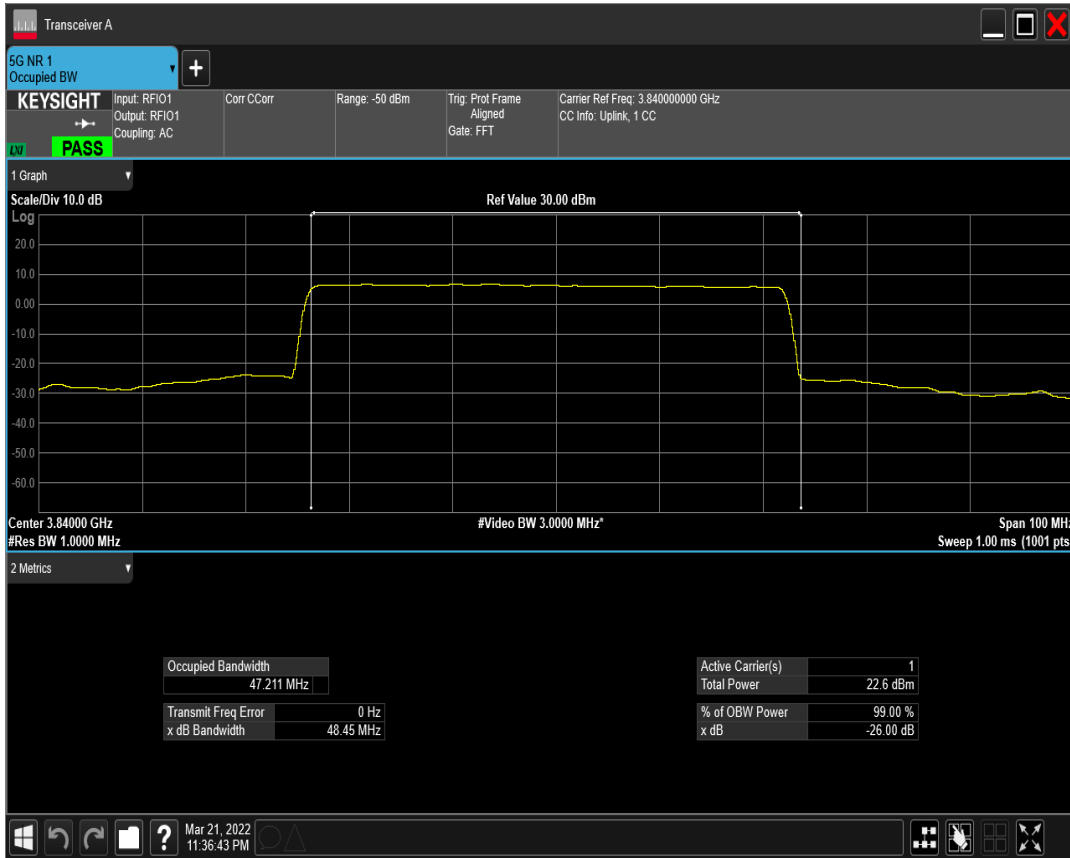 Transceiver A
5G NR 1
Occupied BW
+
KEYSIGHT
LXI
PASS
Input: RFIO1
Output: RFIO1
Coupling: AC
Corr CCorr
Range: -50 dBm
Trig: Prot Frame
Aligned
Gate: FFT
Carrier Ref Freq: 3.840000000 GHz
CC Info: Uplink, 1 CC
1 Graph
Scale/Div 10.0 dB
Ref Value 30.00 dBm
Log
20.0
10.0
0.00
-10.0
-20.0
-30.0
-40.0
-50.0
-60.0
Center 3.84000 GHz
#Video BW 3.0000 MHz*
Span 100 MHz
#Res BW 1.0000 MHz
Sweep 1.00 ms (1001 pts
2 Metrics
Occupied Bandwidth
47.211 MHz
Transmit Freq Error 0 Hz
x dB Bandwidth 48.45 MHz
Active Carrier(s) 1
Total Power 22.6 dBm
% of OBW Power 99.00 %
x dB -26.00 dB
?
Mar 21, 2022
11:36:43 PM